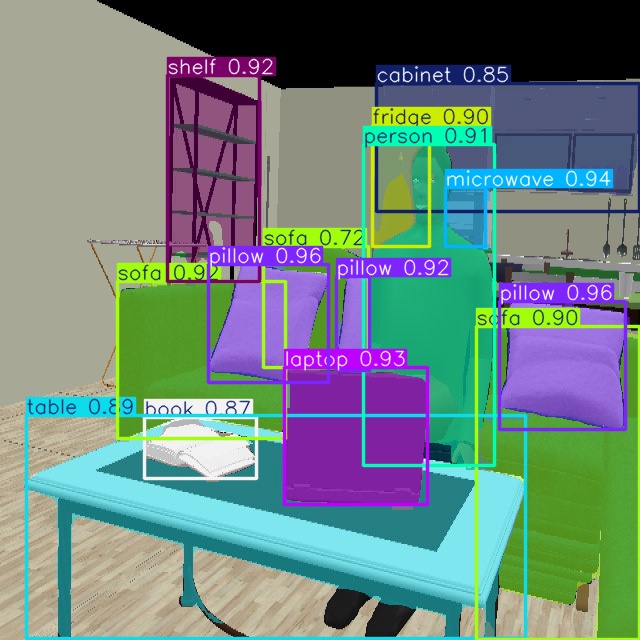 shelf 0.92
cabinet 0.85
fridge 0.90
person 0.91
microwave 0.94
sofa 0.72
pillow 0.96
sofa 0.92
pillow 0.92
pillow 0.96
sofa 0.90
laptop 0.93
table 0.89
book 0.87